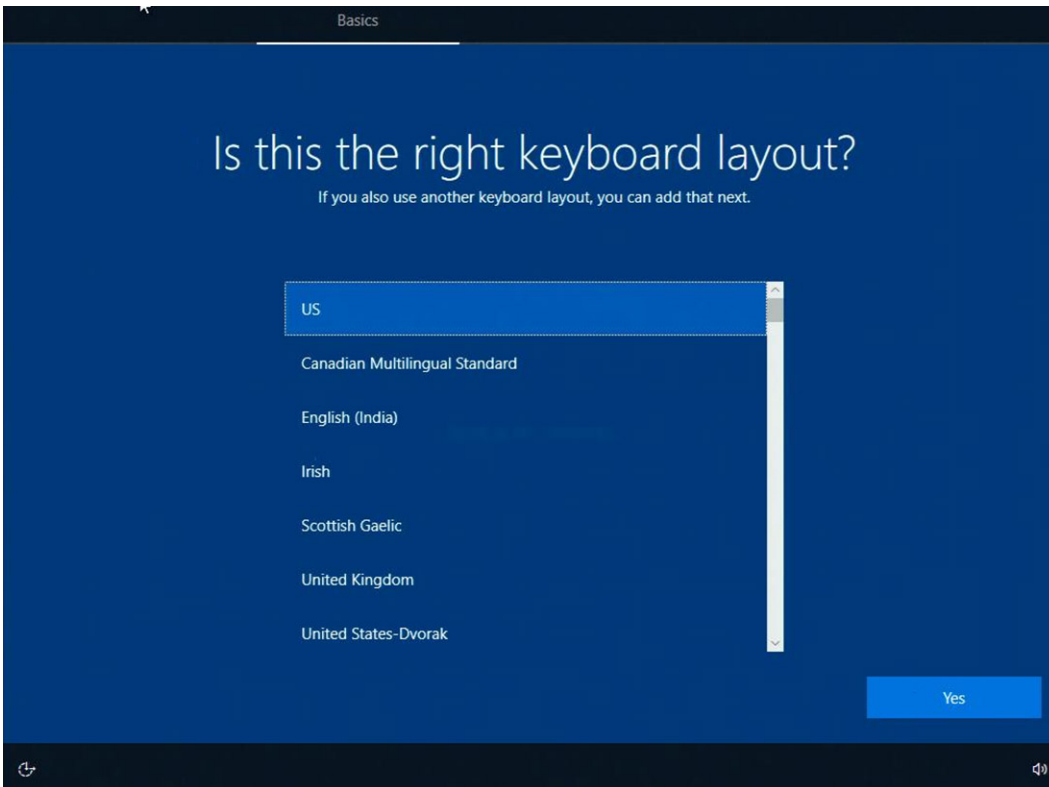 Basics
Is this the right keyboard layout?
If you also use another keyboard layout, you can add that next.
US
Canadian Multilingual Standard
English (India)
Irish
Scottish Gaelic
United Kingdom
United States-Dvorak
Yes